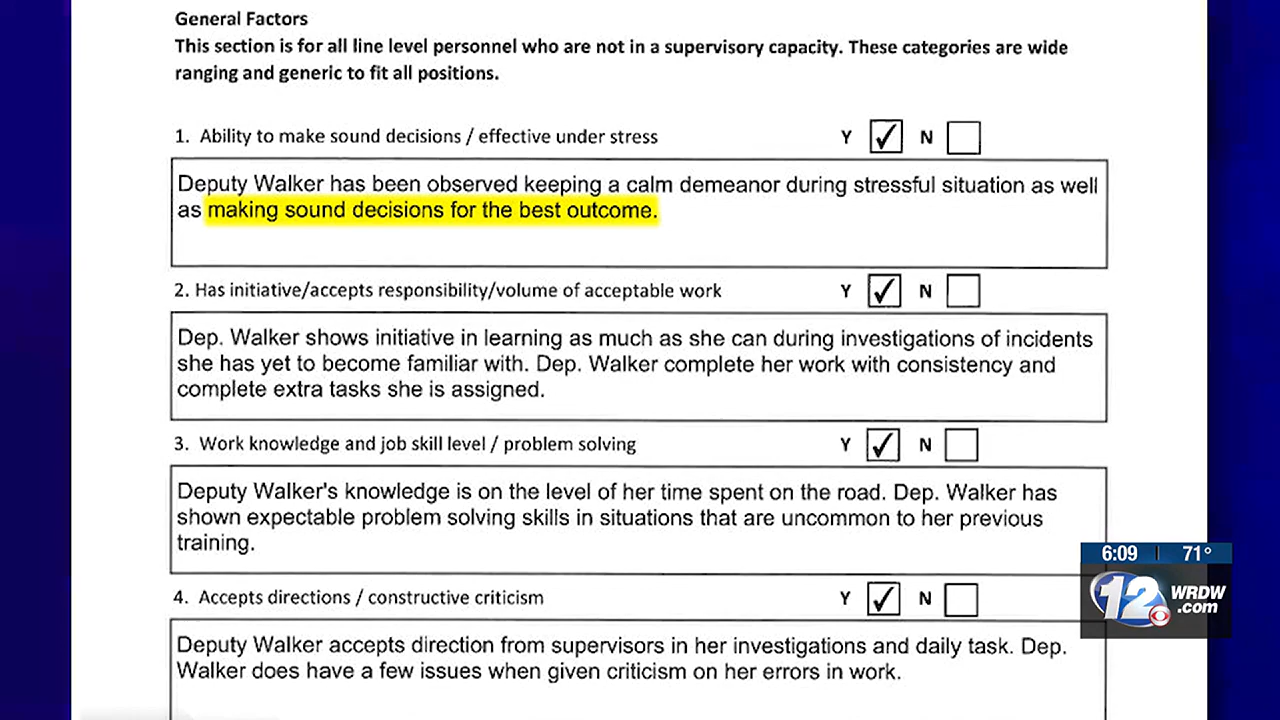 General Factors
This section is for all line level personnel who are not in a supervisory capacity. These categories are wide
ranging and generic to fit all positions.
1. Ability to make sound decisions / effective under stress Y ✓ N
Deputy Walker has been observed keeping a calm demeanor during stressful situation as well
as making sound decisions for the best outcome.
2. Has initiative/accepts responsibility/volume of acceptable work Y ✓ N
Dep. Walker shows initiative in learning as much as she can during investigations of incidents
she has yet to become familiar with. Dep. Walker complete her work with consistency and
complete extra tasks she is assigned.
3. Work knowledge and job skill level / problem solving Y ✓ N
Deputy Walker's knowledge is on the level of her time spent on the road. Dep. Walker has
shown expectable problem solving skills in situations that are uncommon to her previous
training.
6:09 71°
12 WRDW
.com
4. Accepts directions / constructive criticism Y ✓ N
Deputy Walker accepts direction from supervisors in her investigations and daily task. Dep.
Walker does have a few issues when given criticism on her errors in work.